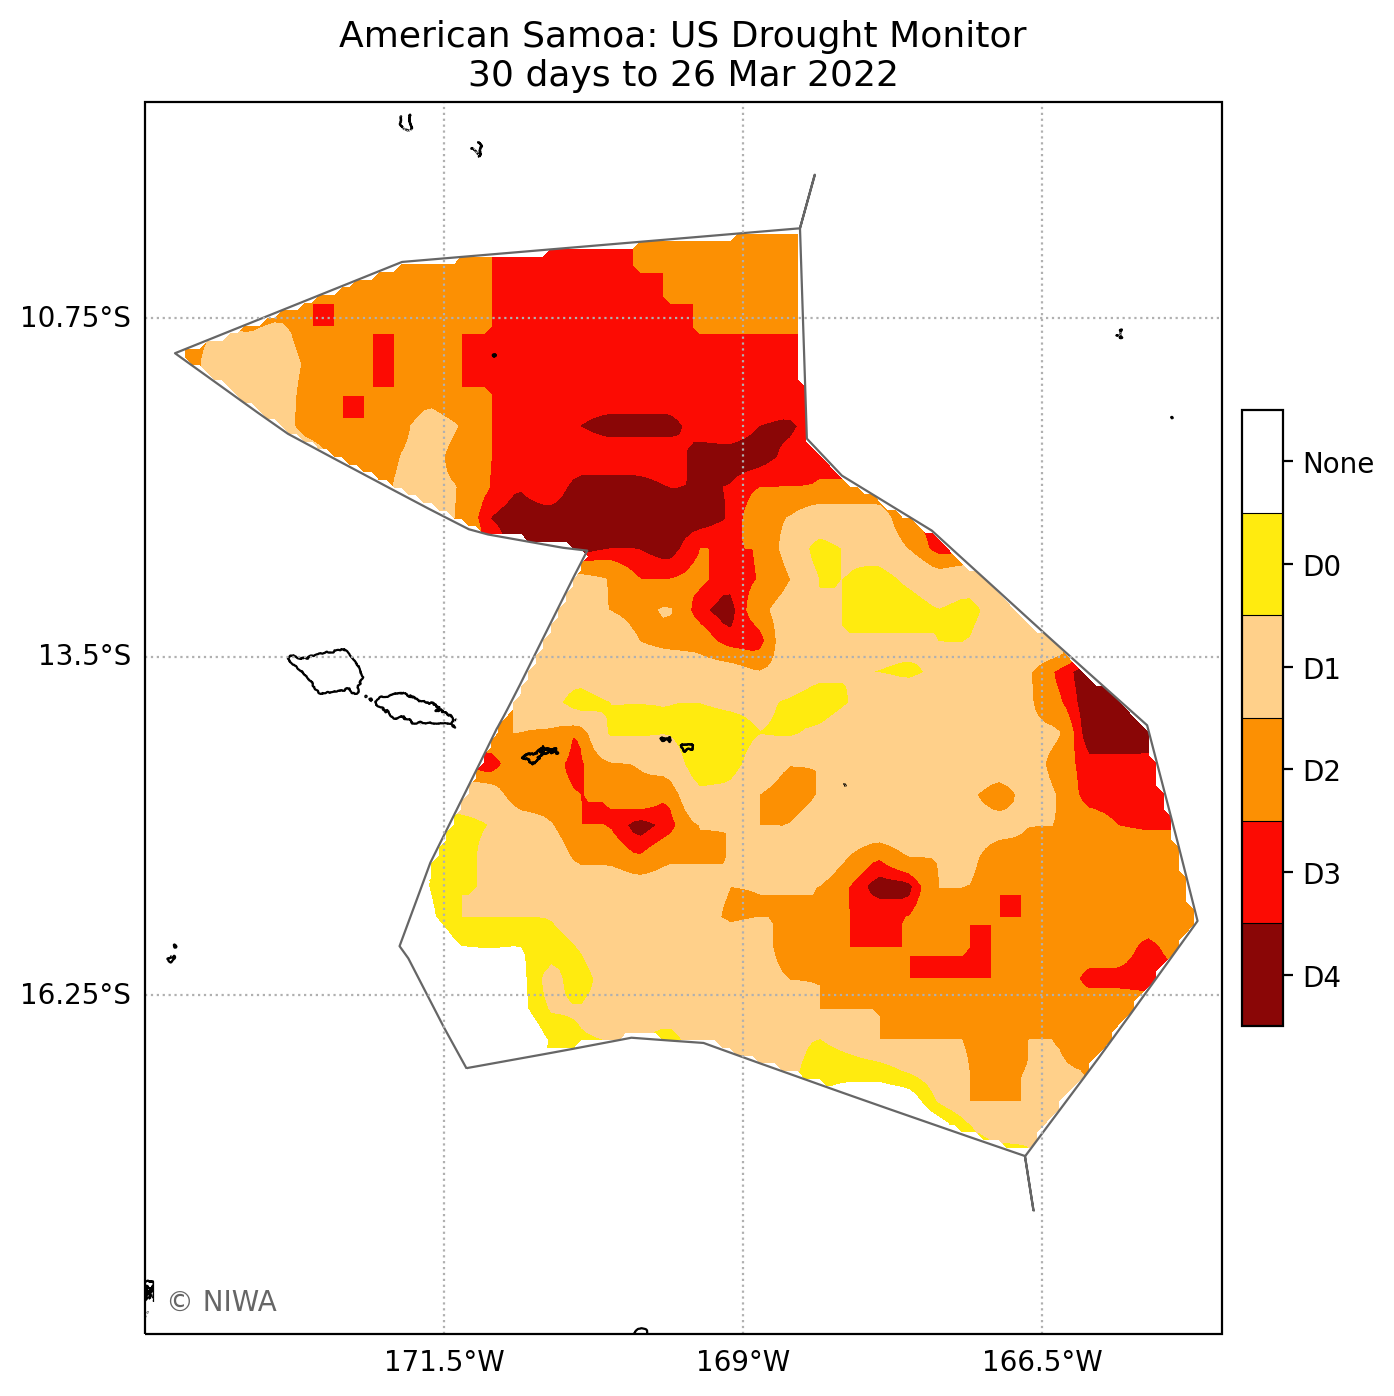 American Samoa: US Drought Monitor
30 days to 26 Mar 2022
10.75°S
13.5°S
16.25°S
171.5°W
169°W
166.5°W
None
D0
D1
D2
D3
D4
© NIWA